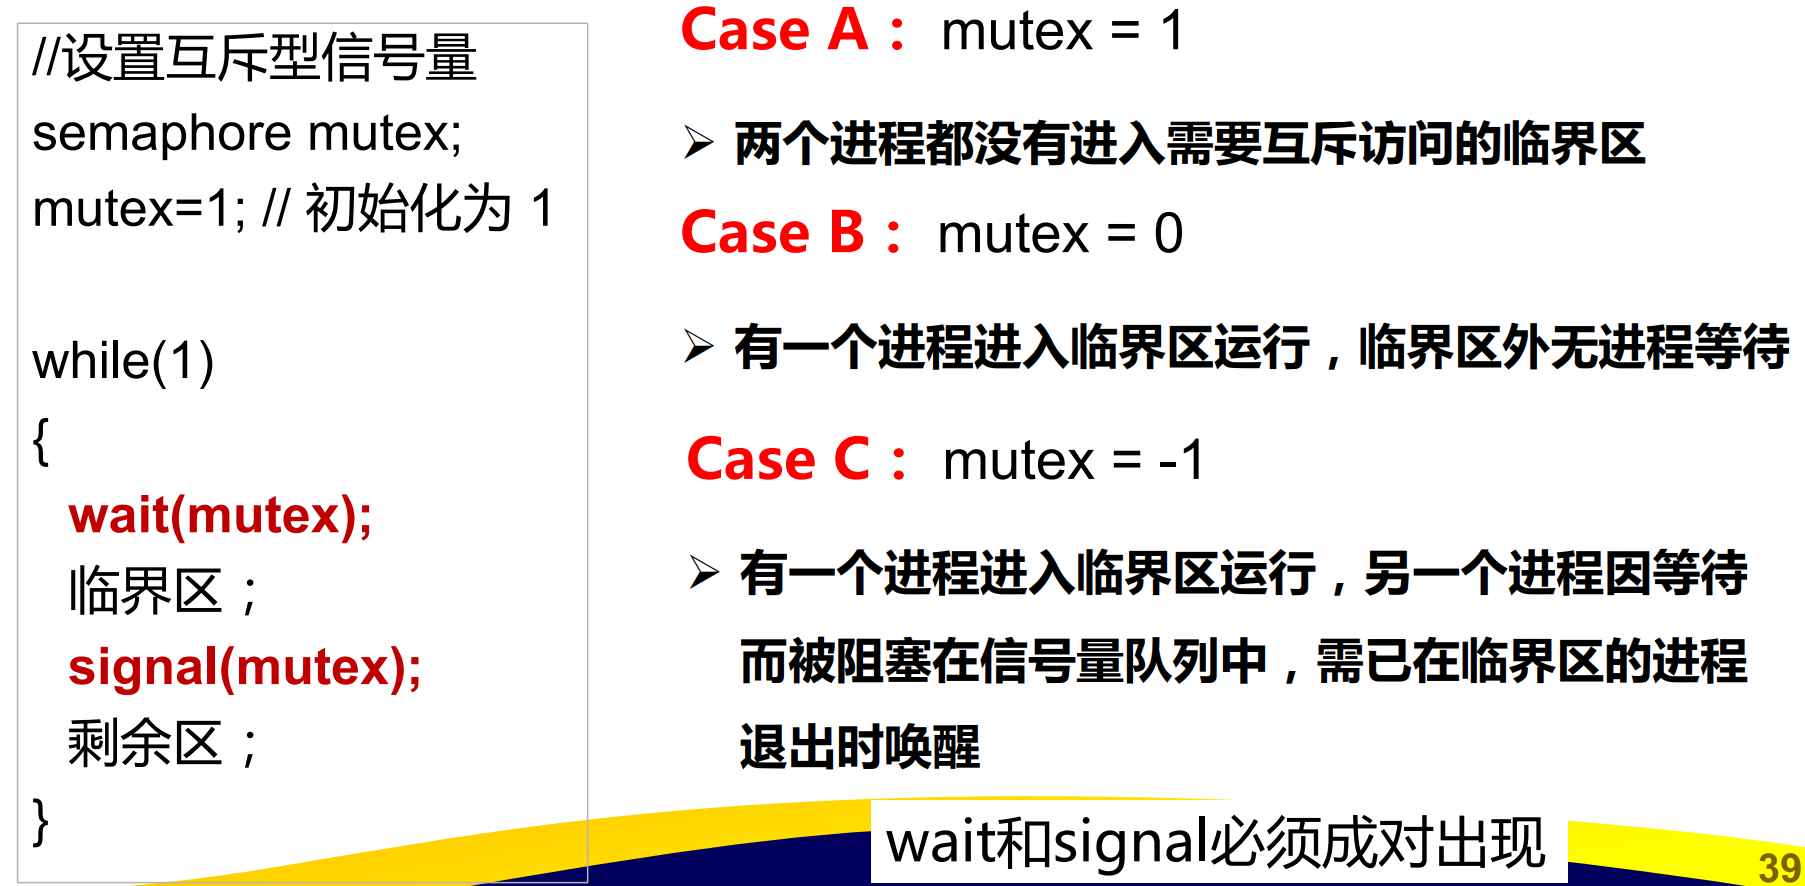 //设置互斥型信号量
semaphore mutex;
mutex=1; // 初始化为 1
while(1)
{
wait(mutex);
临界区；
signal(mutex);
剩余区；
}
Case A： mutex = 1
➢ 两个进程都没有进入需要互斥访问的临界区
Case B： mutex = 0
➢ 有一个进程进入临界区运行，临界区外无进程等待
Case C： mutex = -1
➢ 有一个进程进入临界区运行，另一个进程因等待
而被阻塞在信号量队列中，需已在临界区的进程
退出时唤醒
wait和signal必须成对出现
39